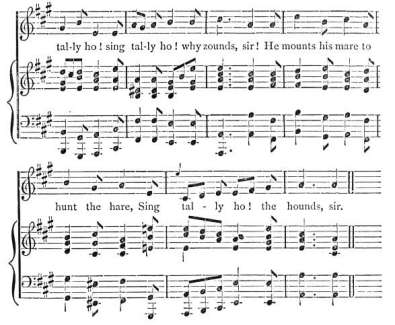 tal-ly ho! sing tal-ly ho! why zounds, sir! He mounts his mare to
hunt the hare, Sing tal - ly ho! the hounds, sir.